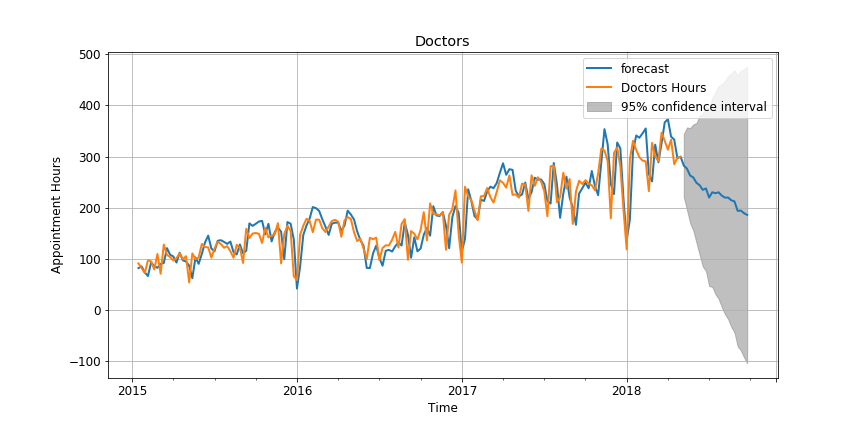 Doctors
500
400
300
200
100
0
−100
Appointment Hours
forecast
Doctors Hours
95% confidence interval
2015
2016
2017
2018
Time